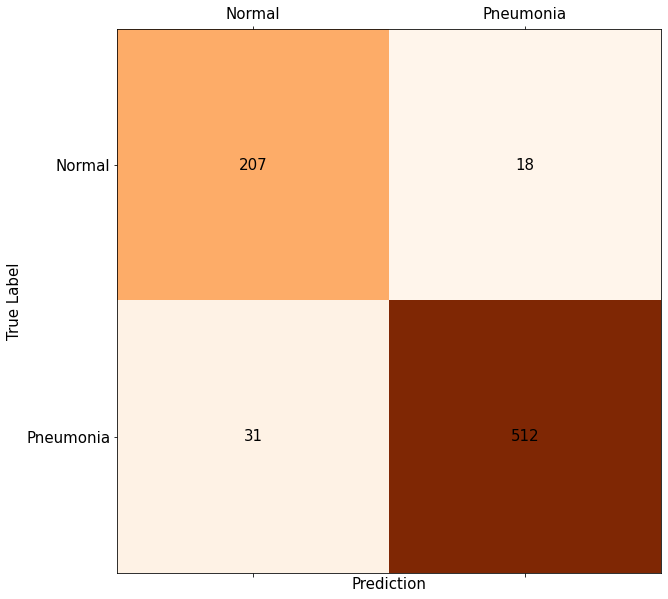 Normal Pneumonia
Normal 207 18
True Label
Pneumonia 31 512
Prediction